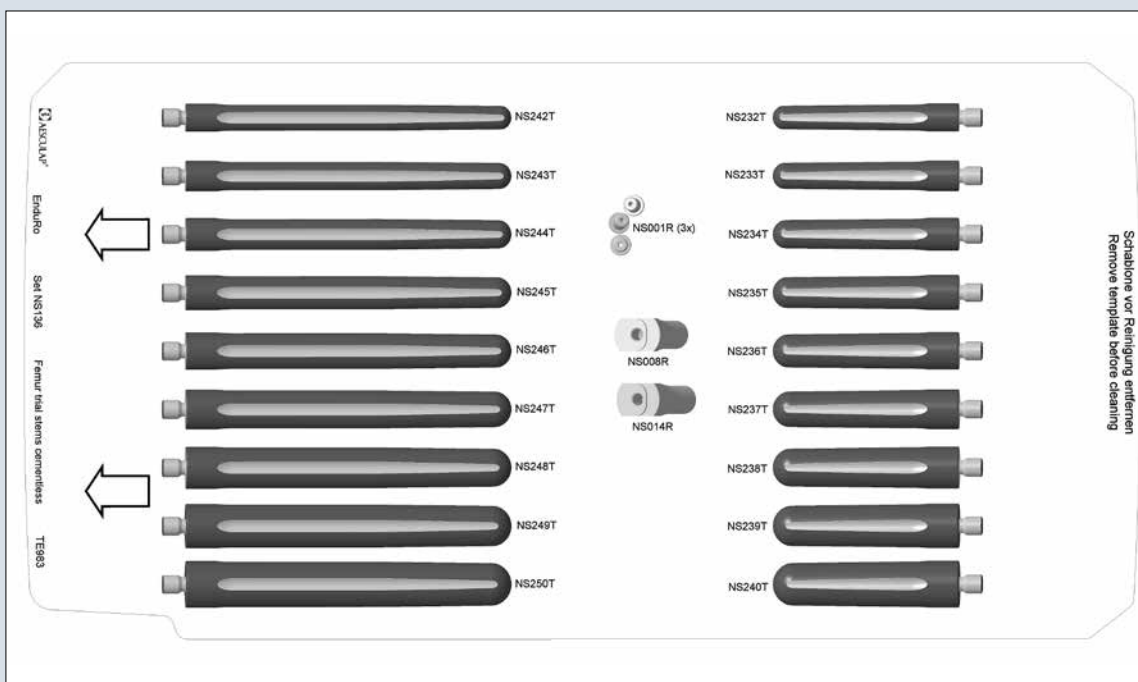 AESCULAP®
EnduRo
Set NS136
Femur trial stems cementless
TE983
NS242T
NS243T
NS244T
NS245T
NS246T
NS247T
NS248T
NS249T
NS250T
NS001R (3x)
NS008R
NS014R
NS232T
NS233T
NS234T
NS235T
NS236T
NS237T
NS238T
NS239T
NS240T
Schablone vor Reinigung entfernen
Remove template before cleaning